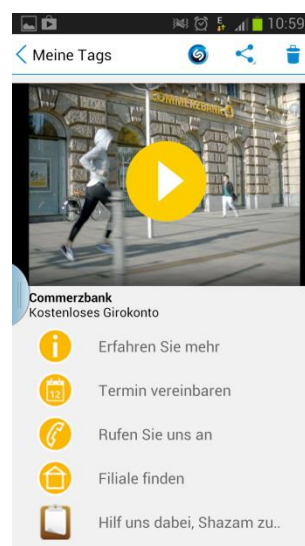 10:59
Meine Tags
COMMERZBANK
Commerzbank
Kostenloses Girokonto
Erfahren Sie mehr
12
Termin vereinbaren
Rufen Sie uns an
Filiale finden
Hilf uns dabei, Shazam zu..